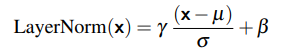 LayerNorm(x) = γ (x − μ) / σ + β